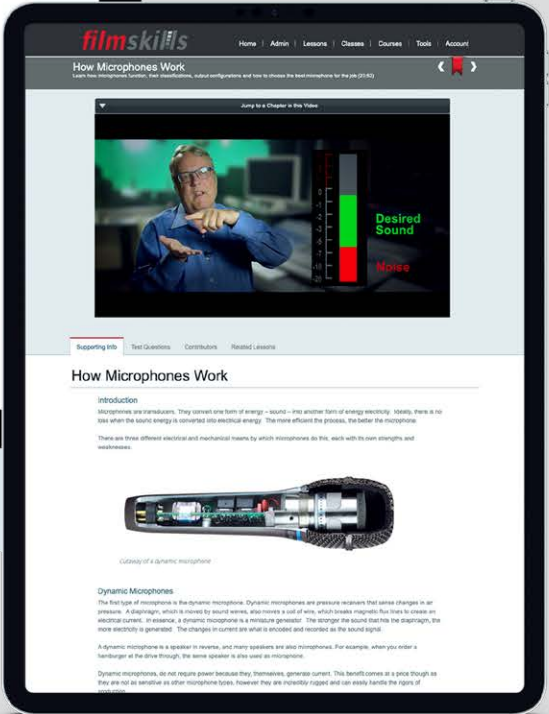 filmskills
Home | Admin | Lessons | Classes | Courses | Tools | Account
How Microphones Work
Learn how microphones function, their classifications, output configurations and how to choose the best microphone for the job
Jump to a Chapter in this Video
Desired
Sound
Noise
Supporting Info Test Questions Contributors Related Lessons
How Microphones Work
Introduction
Microphones are transducers. They convert one form of energy – sound – into another form of energy electricity. Ideally, there is no
loss when the sound energy is converted into electrical energy. The more efficient the process, the better the microphone.
There are three different electrical and mechanical means by which microphones do this, each with its own strengths and
weaknesses.
Cutaway of a dynamic microphone
Dynamic Microphones
The first type of microphone is the dynamic microphone. Dynamic microphones are pressure receivers that sense changes in air
pressure. A diaphragm, which is moved by sound waves, also moves a coil of wire, which breaks magnetic flux lines to create an
electrical current. In essence, a dynamic microphone is a miniature generator. The stronger the sound that hits the diaphragm, the
more electricity is generated. The changes in current are what is encoded and recorded as the sound signal.
A dynamic microphone is a speaker in reverse, and many speakers are also microphones. For example, when you order a
hamburger at the drive through, the same speaker is also used as microphone.
Dynamic microphones, do not require power because they, themselves, generate current. This benefit comes at a price though as
they are not as sensitive as other microphone types, however they are incredibly rugged and can easily handle the rigors of
production.